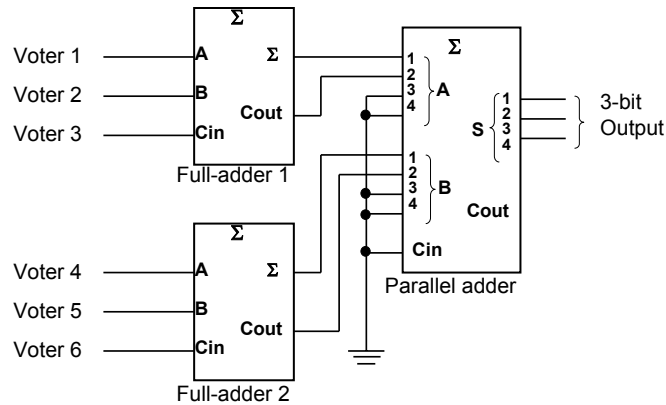 Σ
Voter 1
A
Σ
Voter 2
B
Cout
Voter 3
Cin
Full-adder 1
Σ
Voter 4
A
Σ
Voter 5
B
Cout
Voter 6
Cin
Full-adder 2
Σ
1
2
3
4
A
1
2
3
4
B
Cin
S
1
2
3
4
Cout
Parallel adder
3-bit
Output